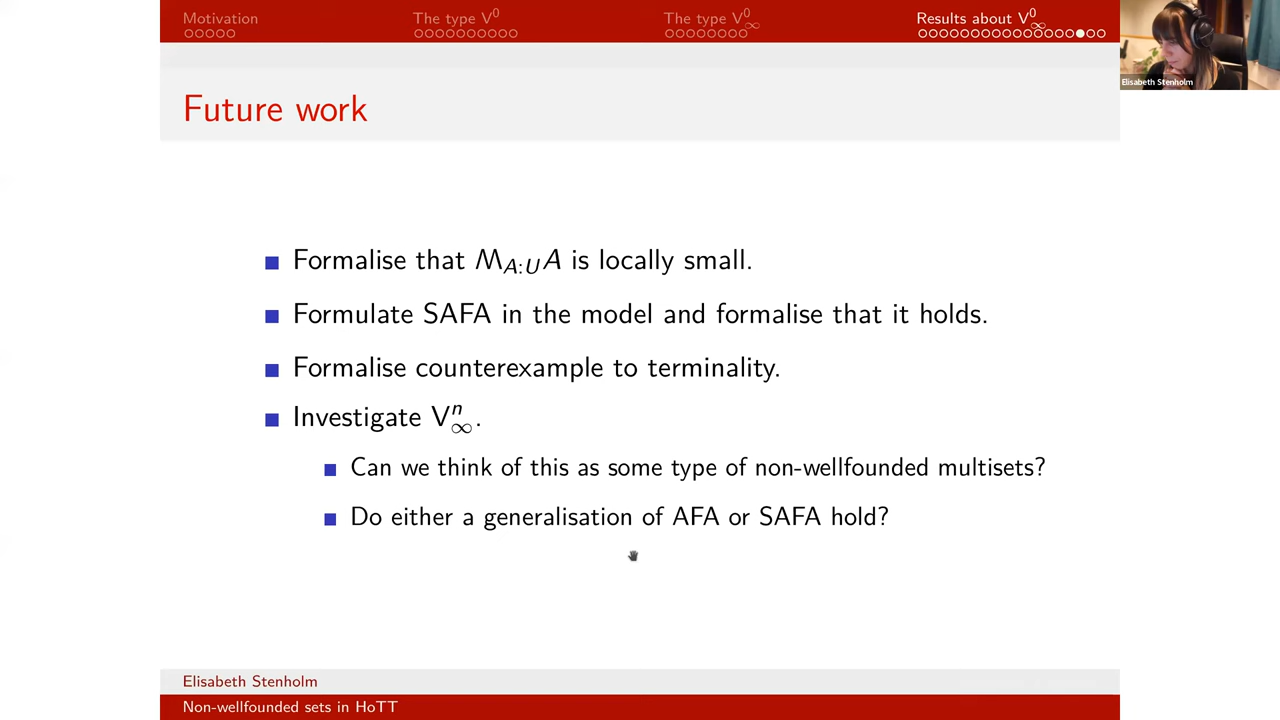 Motivation
The type V⁰
The type V⁰∞
Results about V⁰∞
Elisabeth Stenholm
Future work
Formalise that M_{A:U}A is locally small.
Formulate SAFA in the model and formalise that it holds.
Formalise counterexample to terminality.
Investigate Vⁿ∞.
Can we think of this as some type of non-wellfounded multisets?
Do either a generalisation of AFA or SAFA hold?
Elisabeth Stenholm
Non-wellfounded sets in HoTT